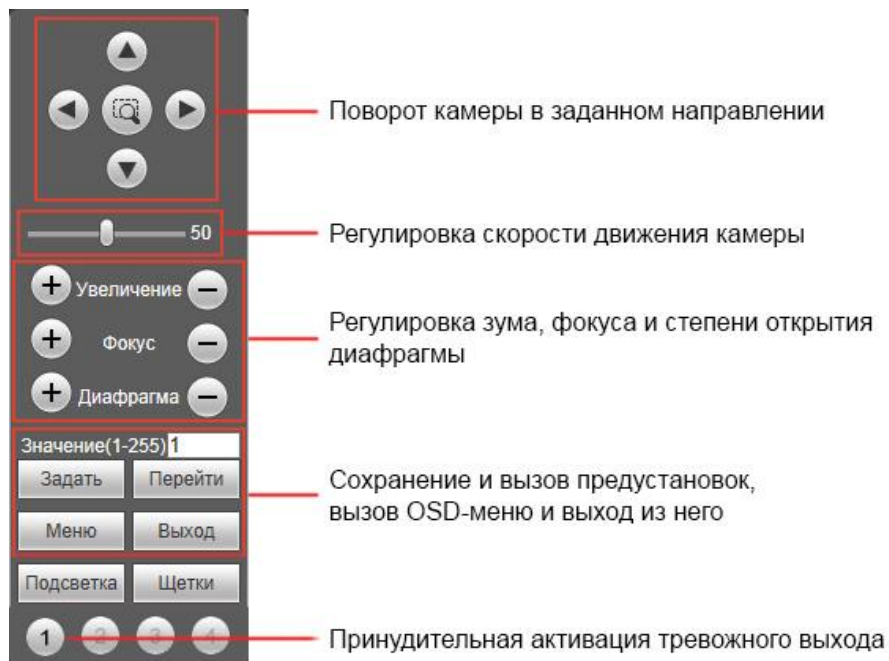 Поворот камеры в заданном направлении
50
Регулировка скорости движения камеры
+ Увеличение −
+ Фокус −
+ Диафрагма −
Регулировка зума, фокуса и степени открытия
диафрагмы
Значение(1-255) 1
Задать Перейти
Меню Выход
Сохранение и вызов предустановок,
вызов OSD-меню и выход из него
Подсветка Щетки
1 2 3 4
Принудительная активация тревожного выхода